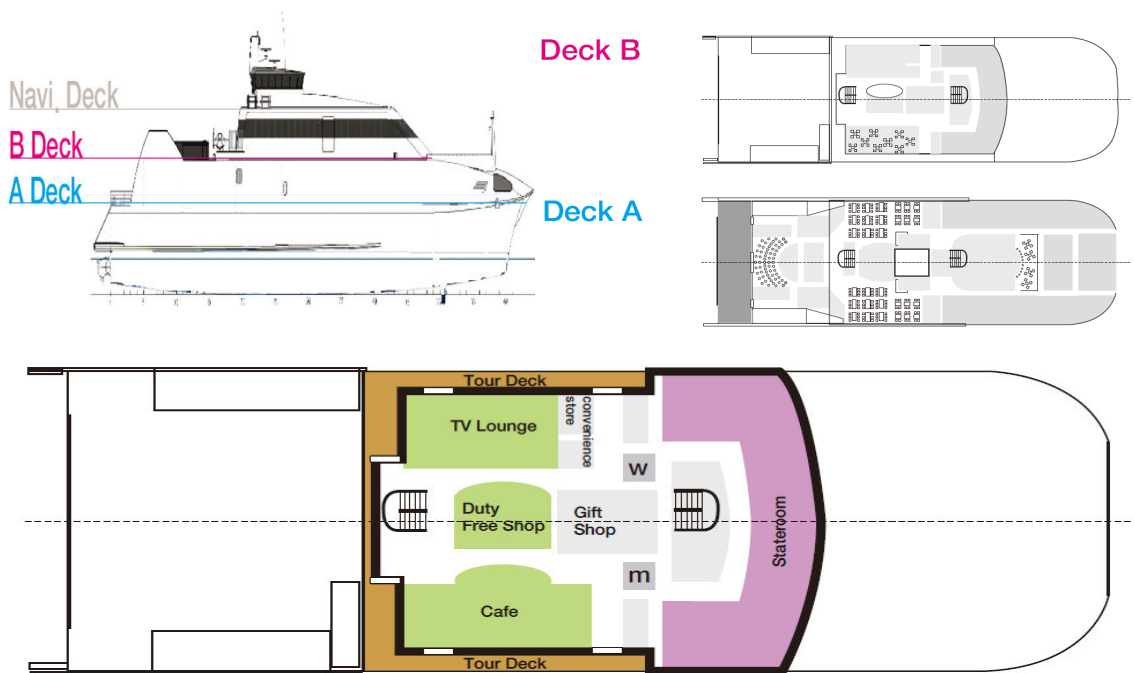 Navi. Deck
B Deck
A Deck
Deck B
Deck A
Tour Deck
TV Lounge
convenience
store
w
Duty
Free Shop
Gift
Shop
Stateroom
m
Cafe
Tour Deck